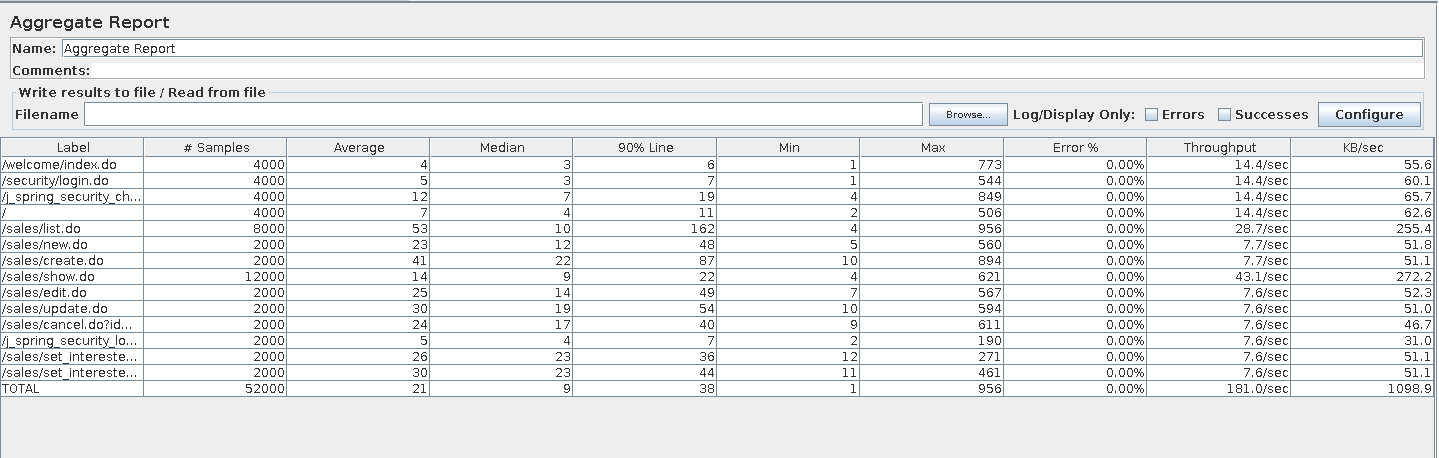 Aggregate Report
Name: Aggregate Report
Comments:
Write results to file / Read from file
Filename Browse... Log/Display Only: Errors Successes Configure
Label # Samples Average Median 90% Line Min Max Error % Throughput KB/sec
/welcome/index.do 4000 4 3 6 1 773 0.00% 14.4/sec 55.6
/security/login.do 4000 5 3 7 1 544 0.00% 14.4/sec 60.1
/j_spring_security_ch... 4000 12 7 19 4 849 0.00% 14.4/sec 65.7
/ 4000 7 4 11 2 506 0.00% 14.4/sec 62.6
/sales/list.do 8000 53 10 162 4 956 0.00% 28.7/sec 255.4
/sales/new.do 2000 23 12 48 5 560 0.00% 7.7/sec 51.8
/sales/create.do 2000 41 22 87 10 894 0.00% 7.7/sec 51.1
/sales/show.do 12000 14 9 22 4 621 0.00% 43.1/sec 272.2
/sales/edit.do 2000 25 14 49 7 567 0.00% 7.6/sec 52.3
/sales/update.do 2000 30 19 54 10 594 0.00% 7.6/sec 51.0
/sales/cancel.do?id... 2000 24 17 40 9 611 0.00% 7.6/sec 46.7
/j_spring_security_lo... 2000 5 4 7 2 190 0.00% 7.6/sec 31.0
/sales/set_intereste... 2000 26 23 36 12 271 0.00% 7.6/sec 51.1
/sales/set_intereste... 2000 30 23 44 11 461 0.00% 7.6/sec 51.1
TOTAL 52000 21 9 38 1 956 0.00% 181.0/sec 1098.9